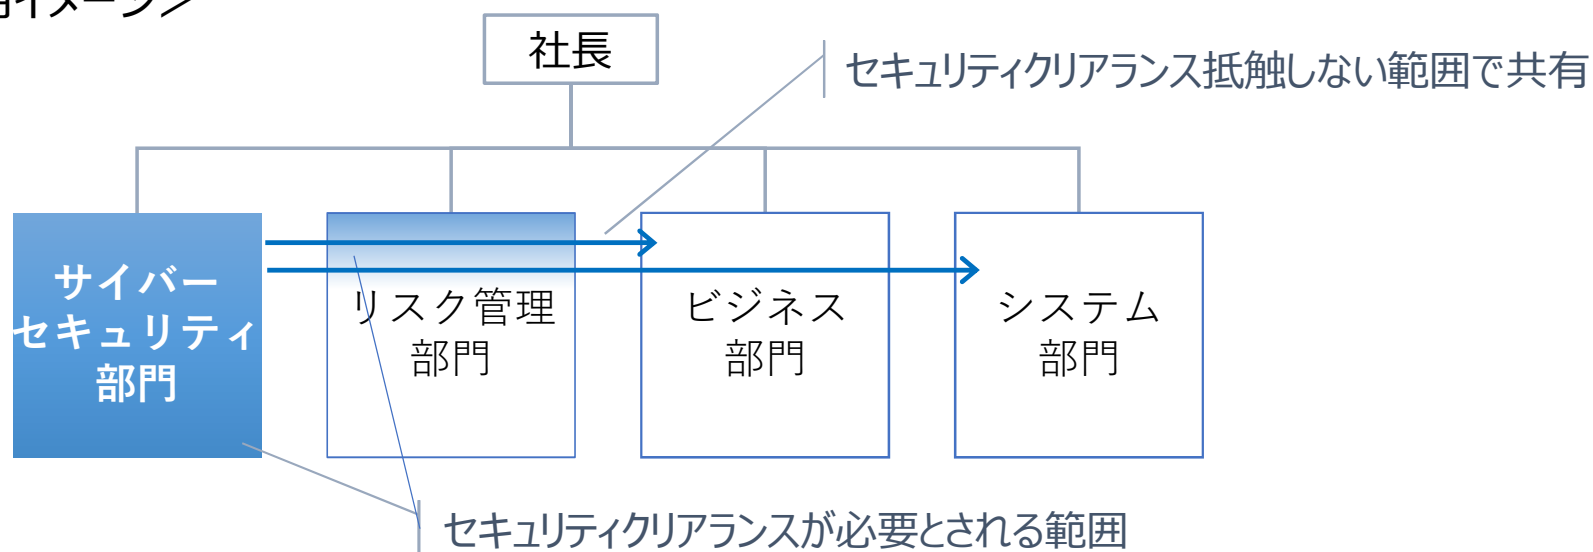 イメージ＞
社長
セキュリティクリアランス抵触しない範囲で共有
サイバー
セキュリティ
部門
リスク管理
部門
ビジネス
部門
システム
部門
セキュリティクリアランスが必要とされる範囲